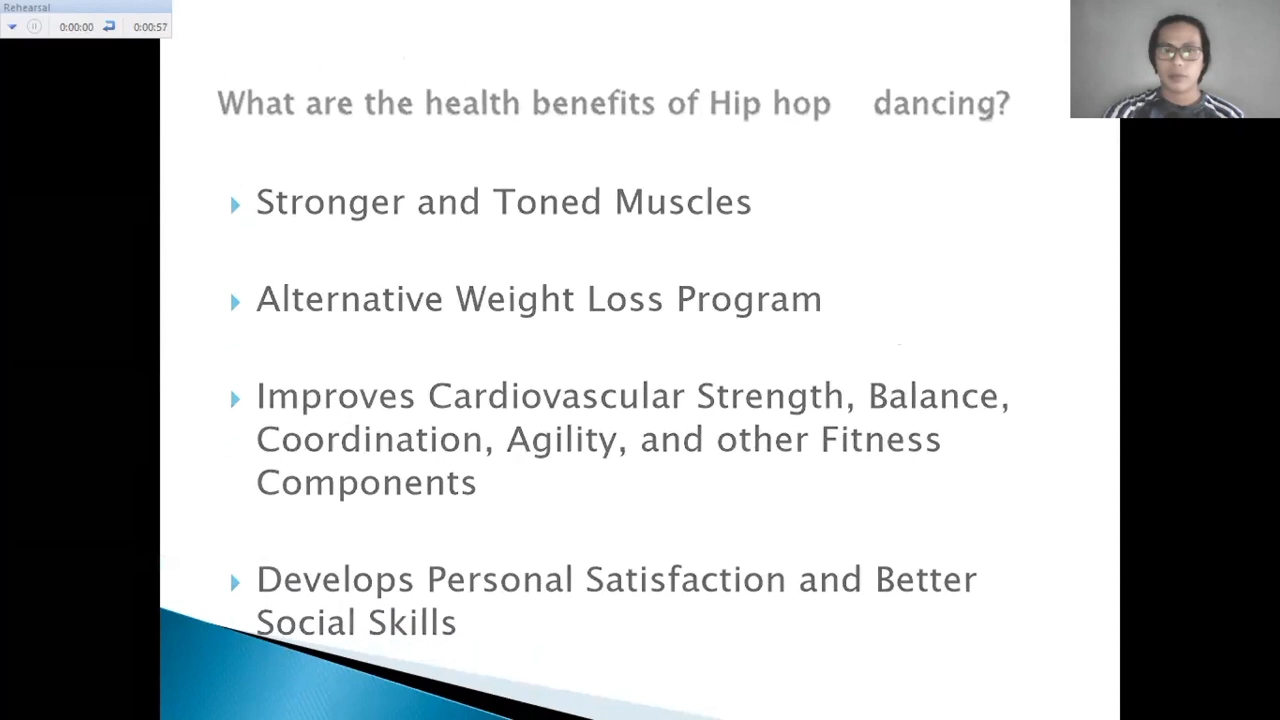 Rehearsal
0:00:00 0:00:57
What are the health benefits of Hip hop dancing?
Stronger and Toned Muscles
Alternative Weight Loss Program
Improves Cardiovascular Strength, Balance,
Coordination, Agility, and other Fitness
Components
Develops Personal Satisfaction and Better
Social Skills